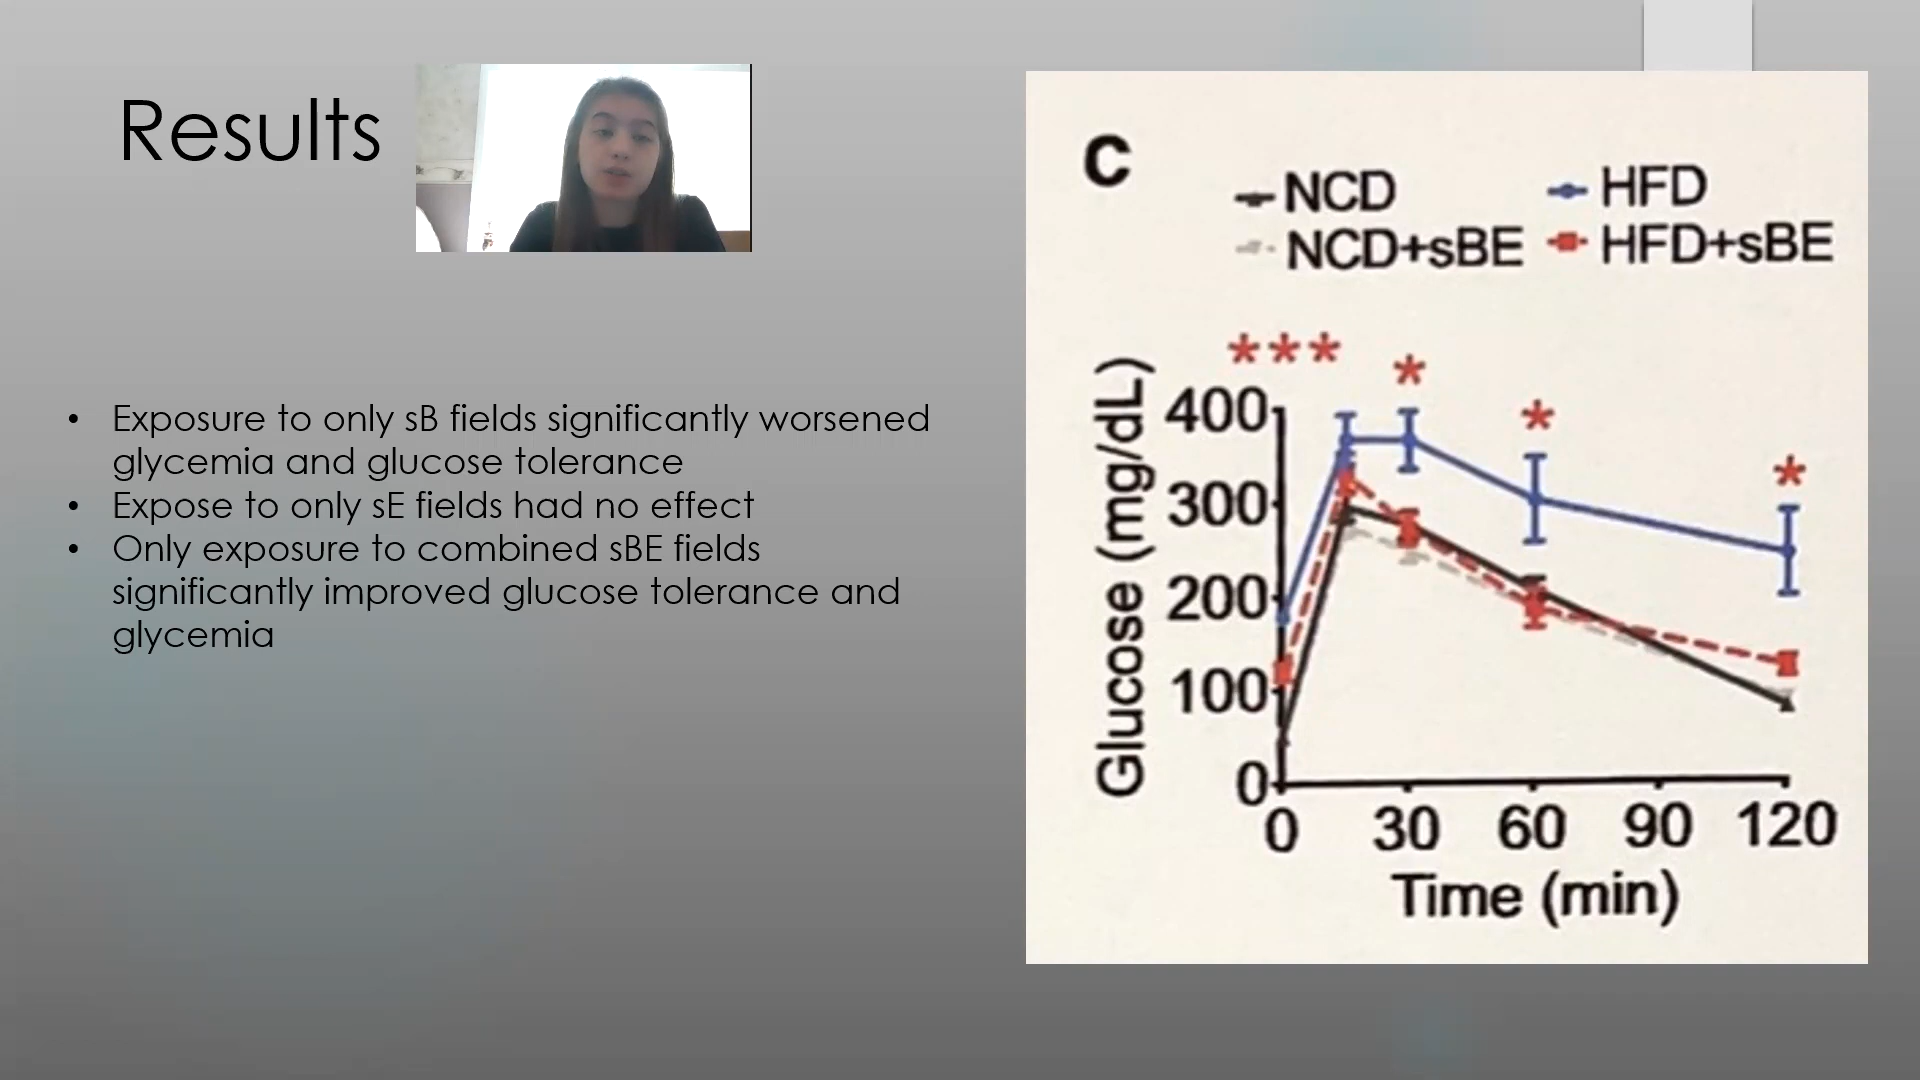 Results
• Exposure to only sB fields significantly worsened
glycemia and glucose tolerance
• Expose to only sE fields had no effect
• Only exposure to combined sBE fields
significantly improved glucose tolerance and
glycemia
C
NCD
HFD
NCD+sBE
HFD+sBE
***
*
*
*
Glucose (mg/dL)
400
300
200
100
0
0 30 60 90 120
Time (min)